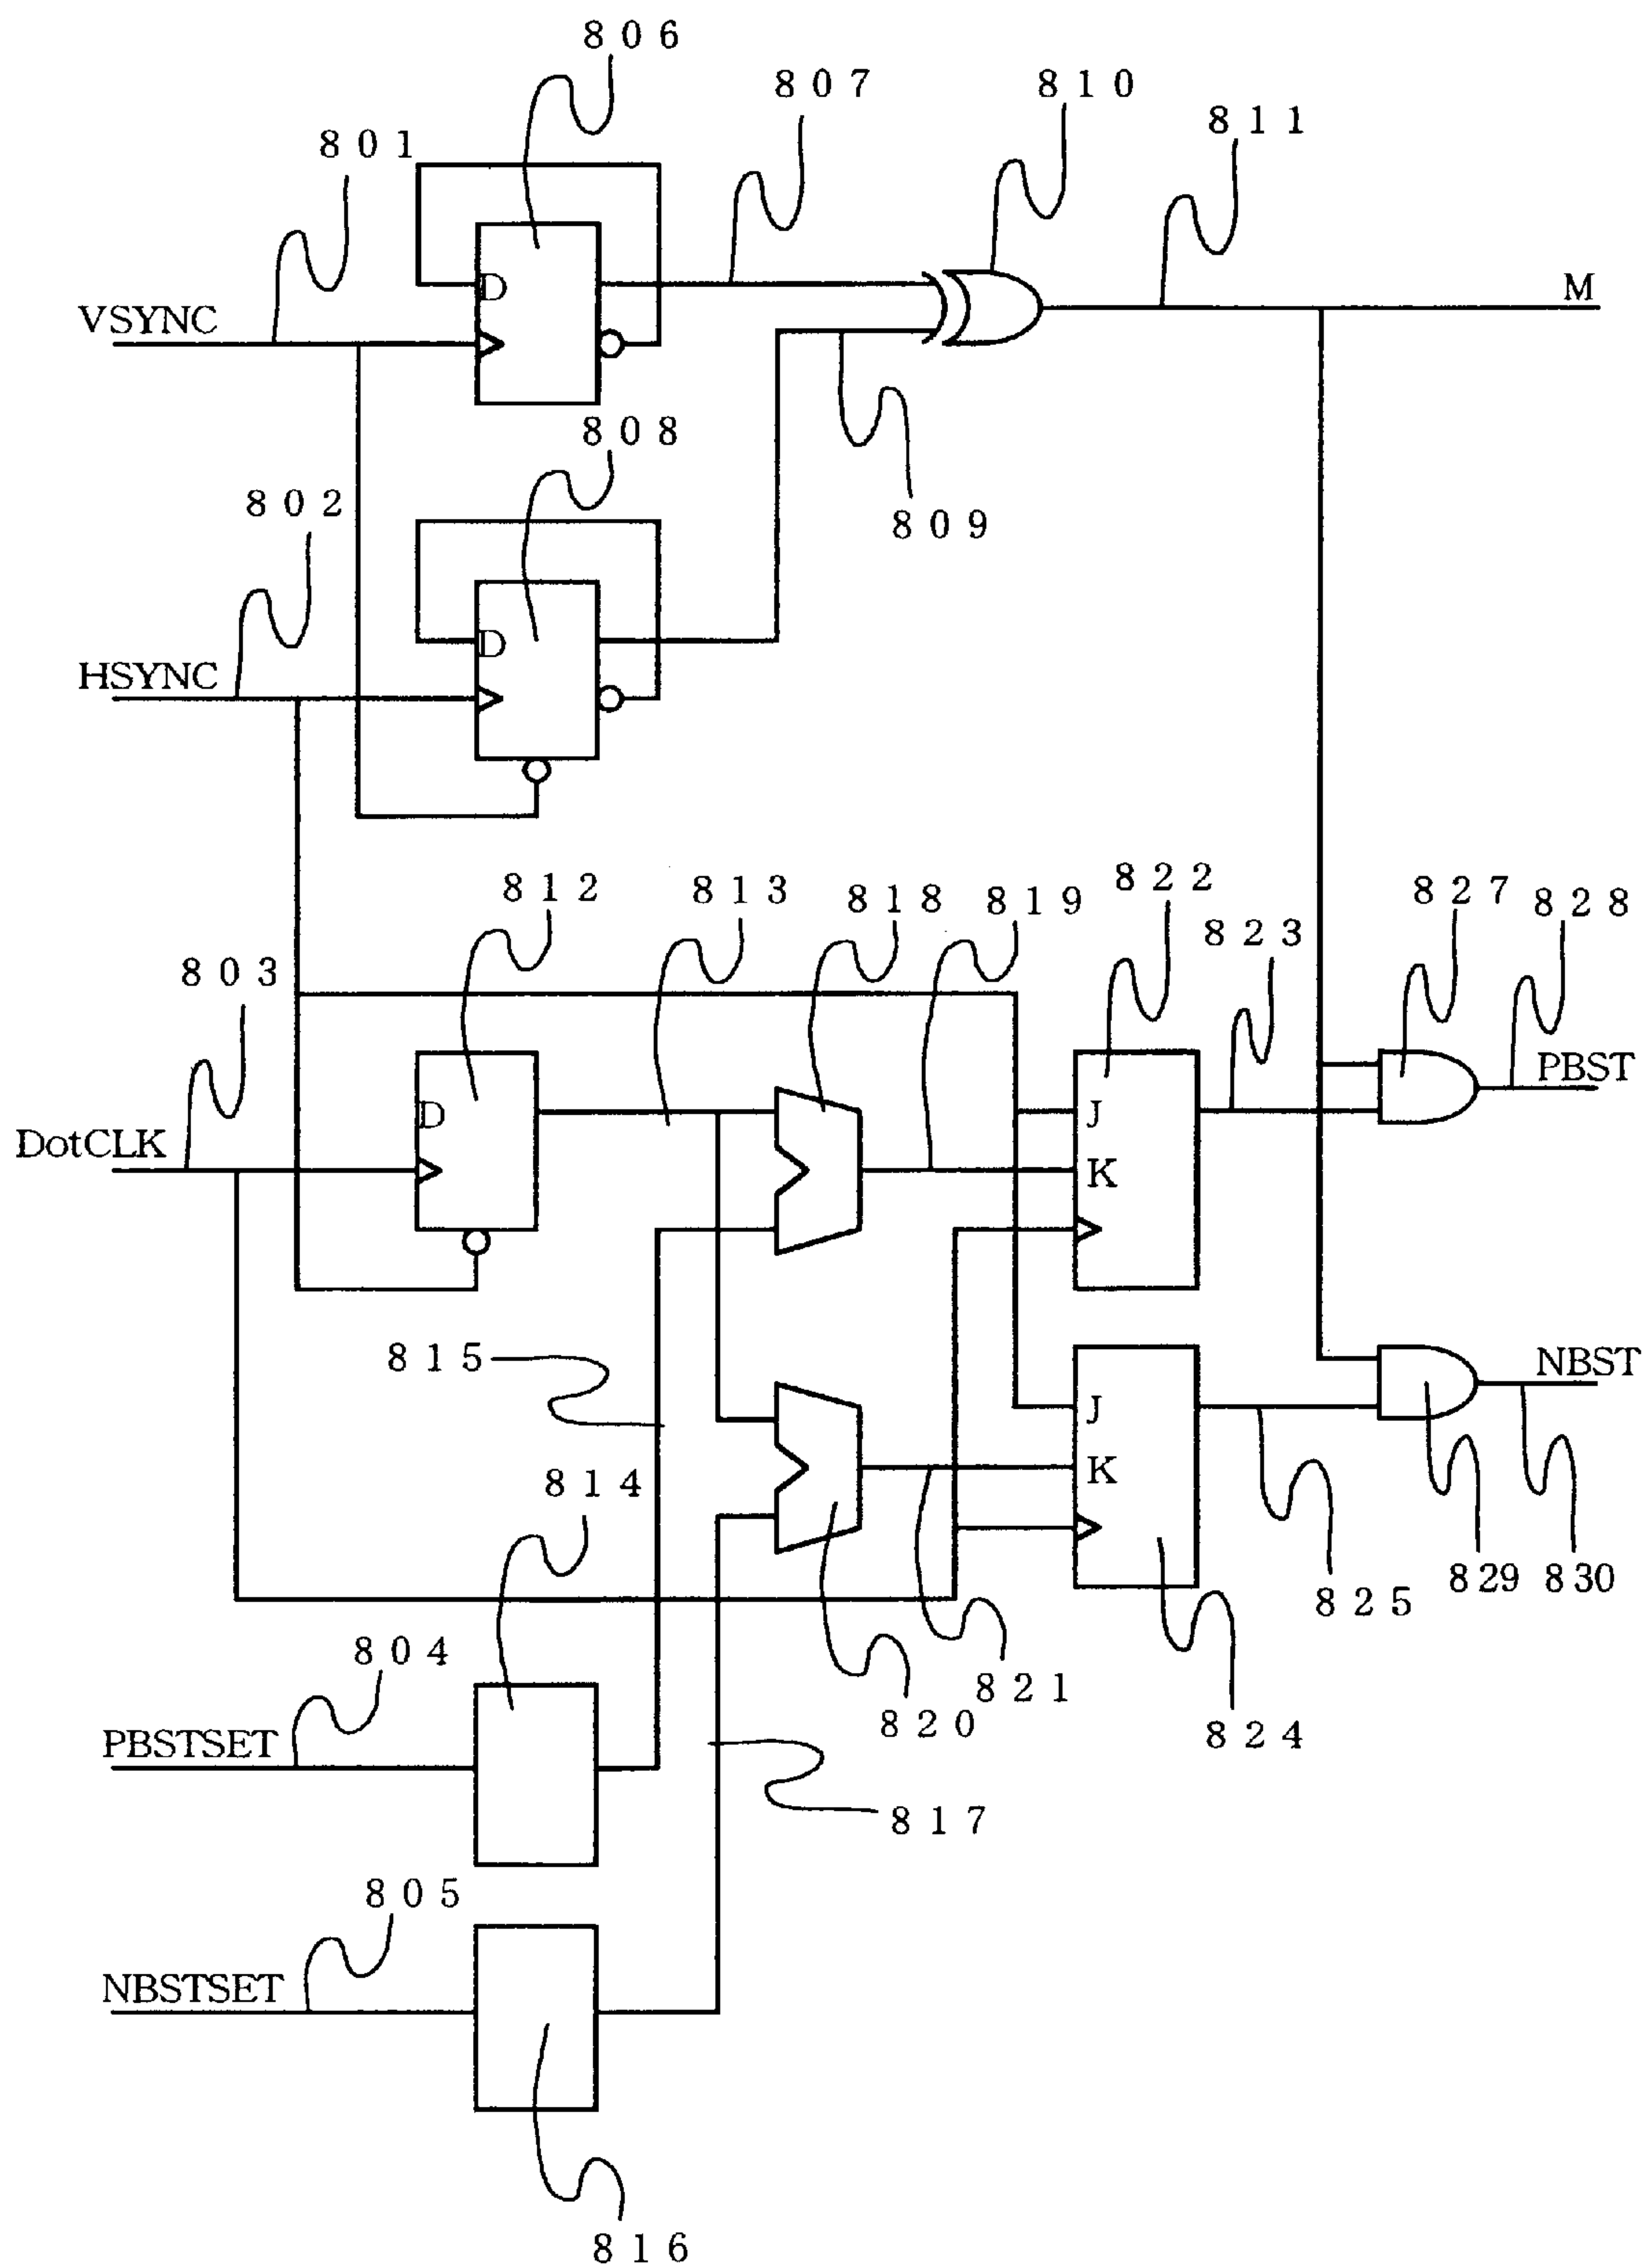 806
807
810
811
801
D
VSYNC
M
808
802
809
D
HSYNC
812
813
818
819
822
823
827
828
803
D
J
PBST
DotCLK
K
815
J
NBST
814
K
829
830
825
804
821
820
824
PBSTSET
817
805
NBSTSET
816